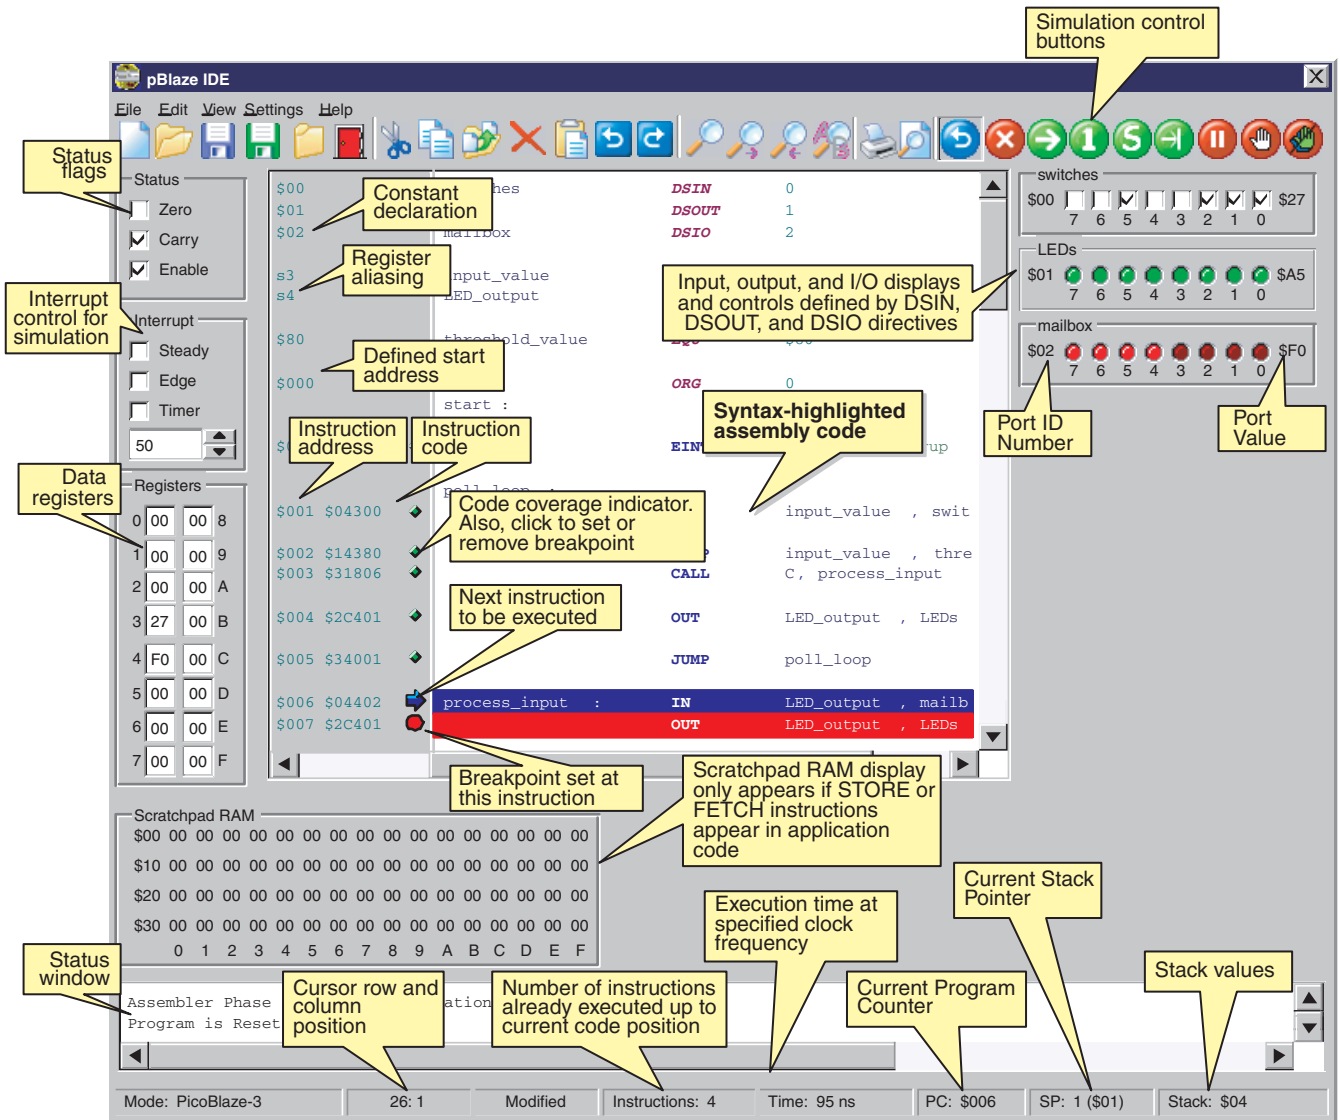 Simulation control
buttons
pBlaze IDE
File Edit View Settings Help
Status
flags
Status
Zero
Carry
Enable
Interrupt
control for
simulation
Interrupt
Steady
Edge
Timer
50
Data
registers
Registers
0 00 00 8
1 00 00 9
2 00 00 A
3 27 00 B
4 F0 00 C
5 00 00 D
6 00 00 E
7 00 00 F
$00 hes DSIN 0
$01 DSOUT 1
$02 mailbox DSIO 2
Constant
declaration
Register
aliasing
s3 input_value
s4 LED_output
$80 threshold_value EQU $80
Defined start
address
$000 ORG 0
start :
Instruction
address
Instruction
code
EINT up
Syntax-highlighted
assembly code
poll_loop :
$001 $04300 input_value , swit
Code coverage indicator.
Also, click to set or
remove breakpoint
$002 $14380 P input_value , thre
$003 $31806 CALL C, process_input
Next instruction
to be executed
$004 $2C401 OUT LED_output , LEDs
$005 $34001 JUMP poll_loop
$006 $04402 process_input : IN LED_output , mailb
$007 $2C401 OUT LED_output , LEDs
Breakpoint set at
this instruction
switches
$00 $27
7 6 5 4 3 2 1 0
LEDs
$01 $A5
7 6 5 4 3 2 1 0
mailbox
$02 $F0
7 6 5 4 3 2 1 0
Input, output, and I/O displays
and controls defined by DSIN,
DSOUT, and DSIO directives
Port ID
Number
Port
Value
Scratchpad RAM display
only appears if STORE or
FETCH instructions
appear in application
code
Scratchpad RAM
$00 00 00 00 00 00 00 00 00 00 00 00 00 00 00 00 00
$10 00 00 00 00 00 00 00 00 00 00 00 00 00 00 00 00
$20 00 00 00 00 00 00 00 00 00 00 00 00 00 00 00 00
$30 00 00 00 00 00 00 00 00 00 00 00 00 00 00 00 00
0 1 2 3 4 5 6 7 8 9 A B C D E F
Status
window
Assembler Phase ation
Program is Reset
Cursor row and
column
position
Number of instructions
already executed up to
current code position
Execution time at
specified clock
frequency
Current Program
Counter
Current Stack
Pointer
Stack values
Mode: PicoBlaze-3 26: 1 Modified Instructions: 4 Time: 95 ns PC: $006 SP: 1 ($01) Stack: $04